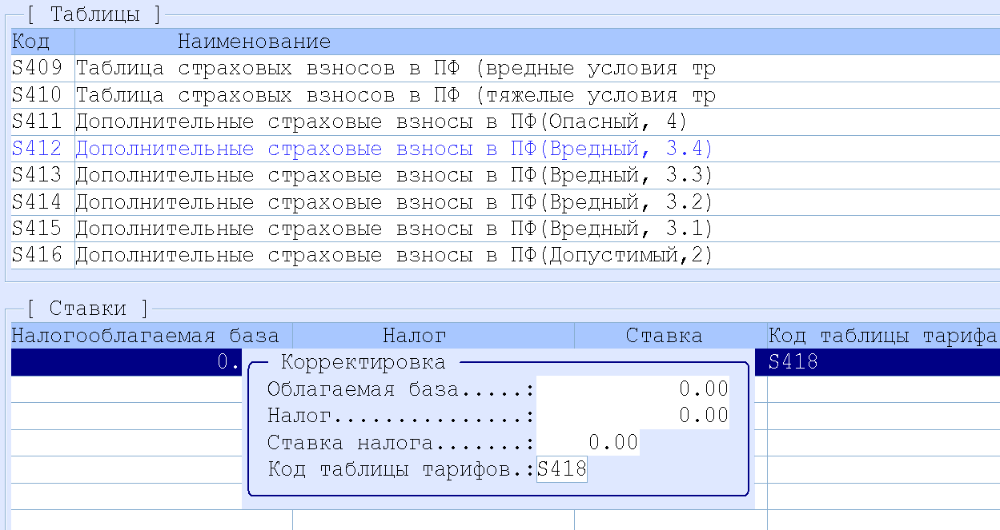 [ Таблицы ]
Код Наименование
S409 Таблица страховых взносов в ПФ (вредные условия тр
S410 Таблица страховых взносов в ПФ (тяжелые условия тр
S411 Дополнительные страховые взносы в ПФ(Опасный, 4)
S412 Дополнительные страховые взносы в ПФ(Вредный, 3.4)
S413 Дополнительные страховые взносы в ПФ(Вредный, 3.3)
S414 Дополнительные страховые взносы в ПФ(Вредный, 3.2)
S415 Дополнительные страховые взносы в ПФ(Вредный, 3.1)
S416 Дополнительные страховые взносы в ПФ(Допустимый,2)
[ Ставки ]
Налогооблагаемая база Налог Ставка Код таблицы тарифа
0. S418
Корректировка
Облагаемая база.....: 0.00
Налог...............: 0.00
Ставка налога.......: 0.00
Код таблицы тарифов.:S418